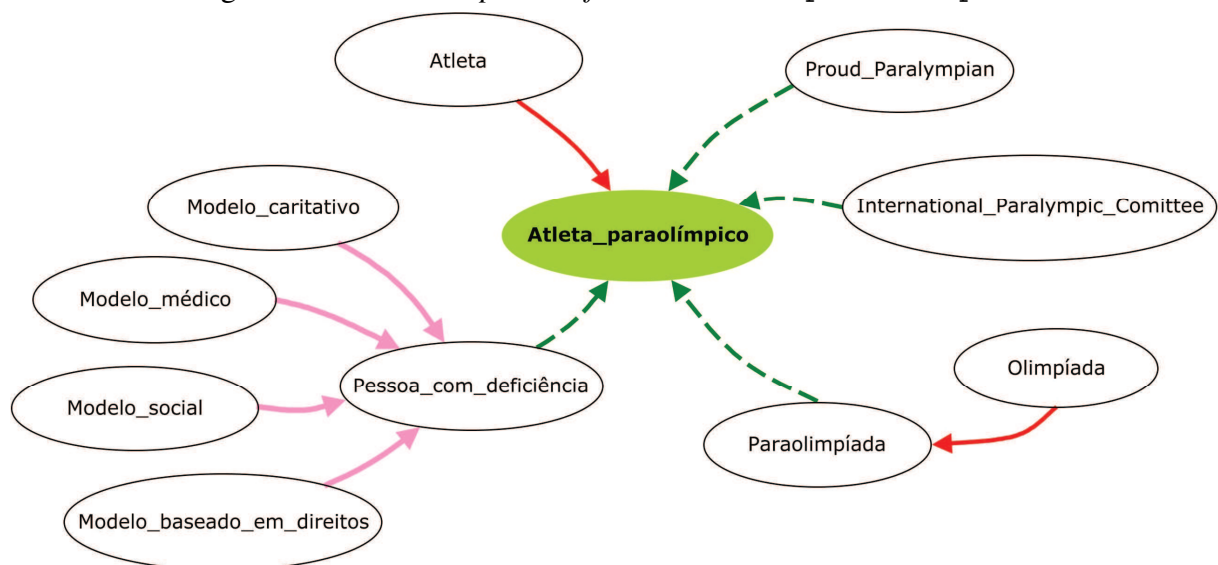 Atleta
Proud_Paralympian
Modelo_caritativo
International_Paralympic_Comittee
Atleta_paraolímpico
Modelo_médico
Olimpíada
Pessoa_com_deficiência
Modelo_social
Paraolimpíada
Modelo_baseado_em_direitos